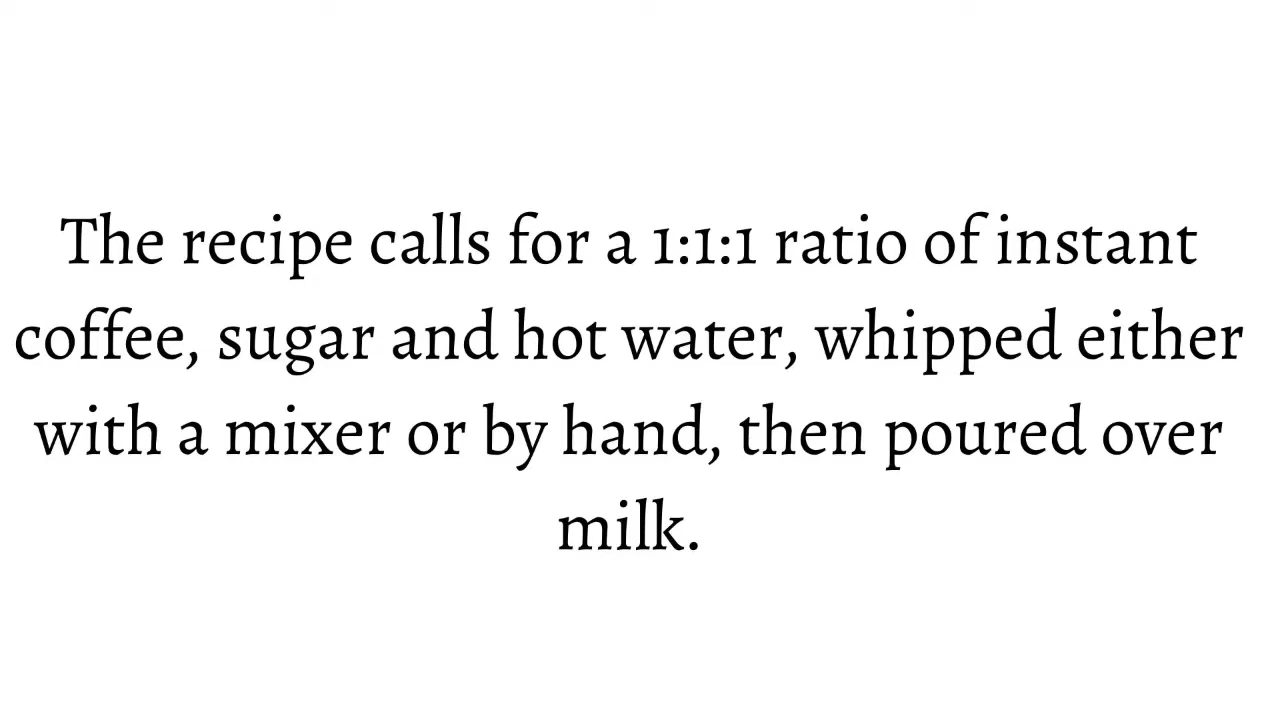 The recipe calls for a 1:1:1 ratio of instant
coffee, sugar and hot water, whipped either
with a mixer or by hand, then poured over
milk.